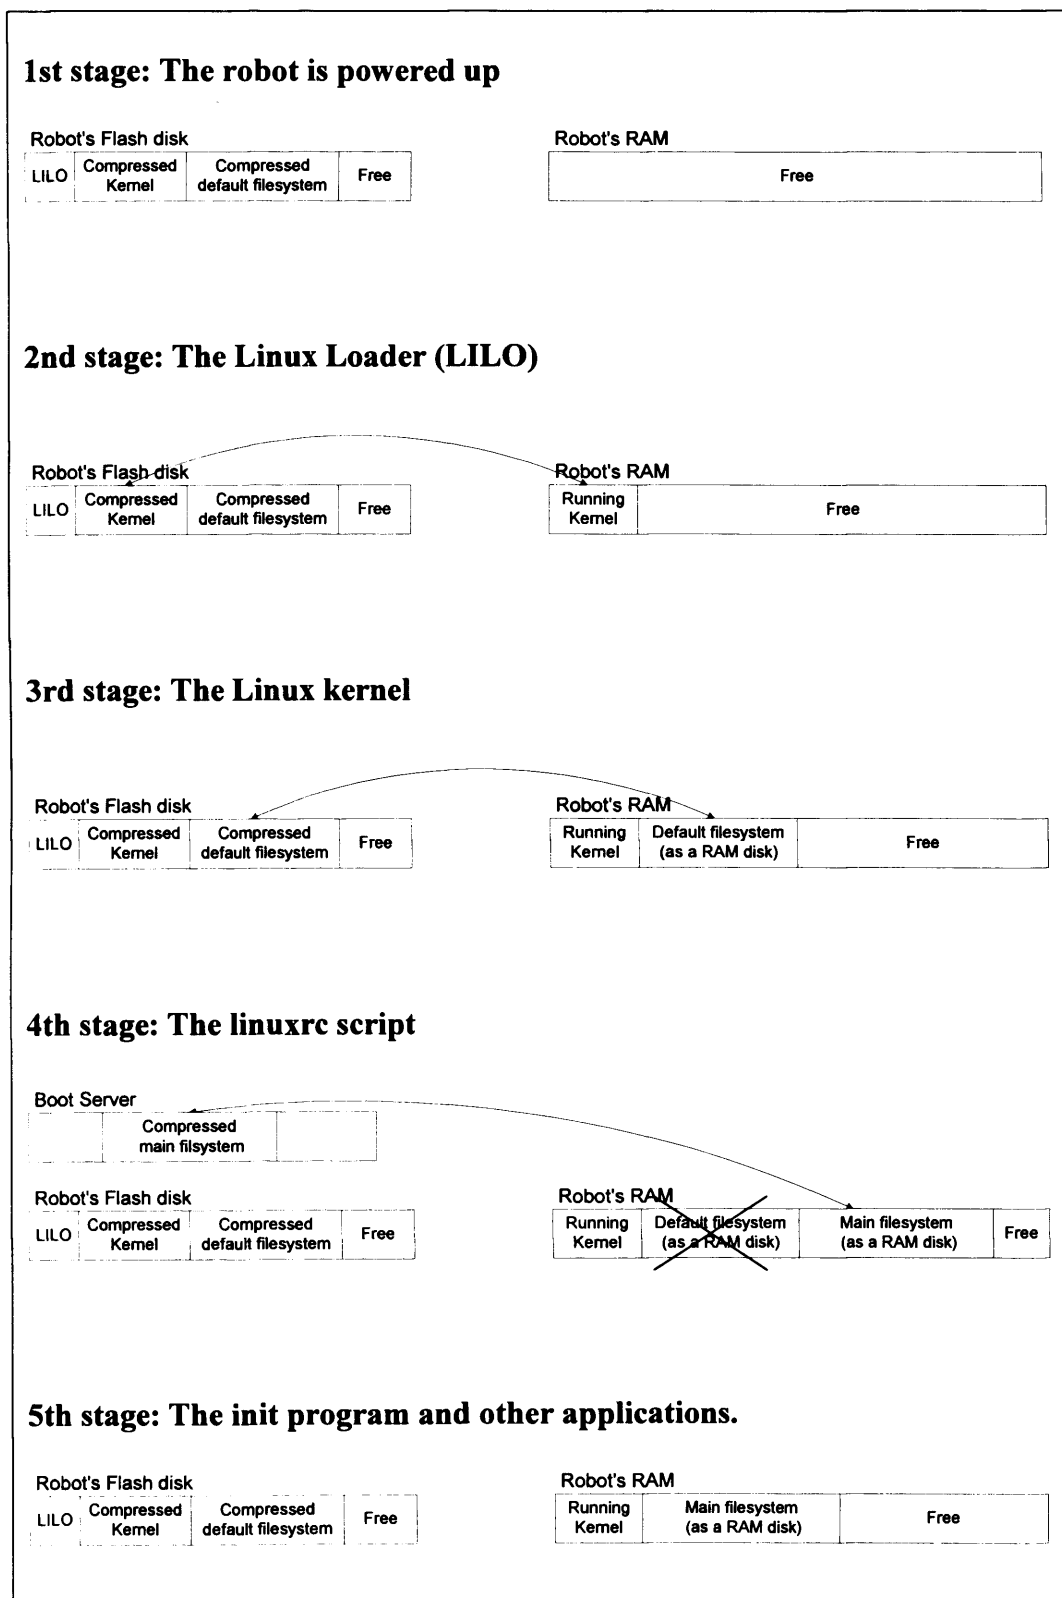 1st stage: The robot is powered up
Robot's Flash disk
LILO
Compressed
Kernel
Compressed
default filesystem
Free
Robot's RAM
Free
2nd stage: The Linux Loader (LILO)
Robot's Flash disk
LILO
Compressed
Kernel
Compressed
default filesystem
Free
Robot's RAM
Running
Kernel
Free
3rd stage: The Linux kernel
Robot's Flash disk
LILO
Compressed
Kernel
Compressed
default filesystem
Free
Robot's RAM
Running
Kernel
Default filesystem
(as a RAM disk)
Free
4th stage: The linuxrc script
Boot Server
Compressed
main filsystem
Robot's Flash disk
LILO
Compressed
Kernel
Compressed
default filesystem
Free
Robot's RAM
Running
Kernel
Default filesystem
(as a RAM disk)
Main filesystem
(as a RAM disk)
Free
5th stage: The init program and other applications.
Robot's Flash disk
LILO
Compressed
Kernel
Compressed
default filesystem
Free
Robot's RAM
Running
Kernel
Main filesystem
(as a RAM disk)
Free